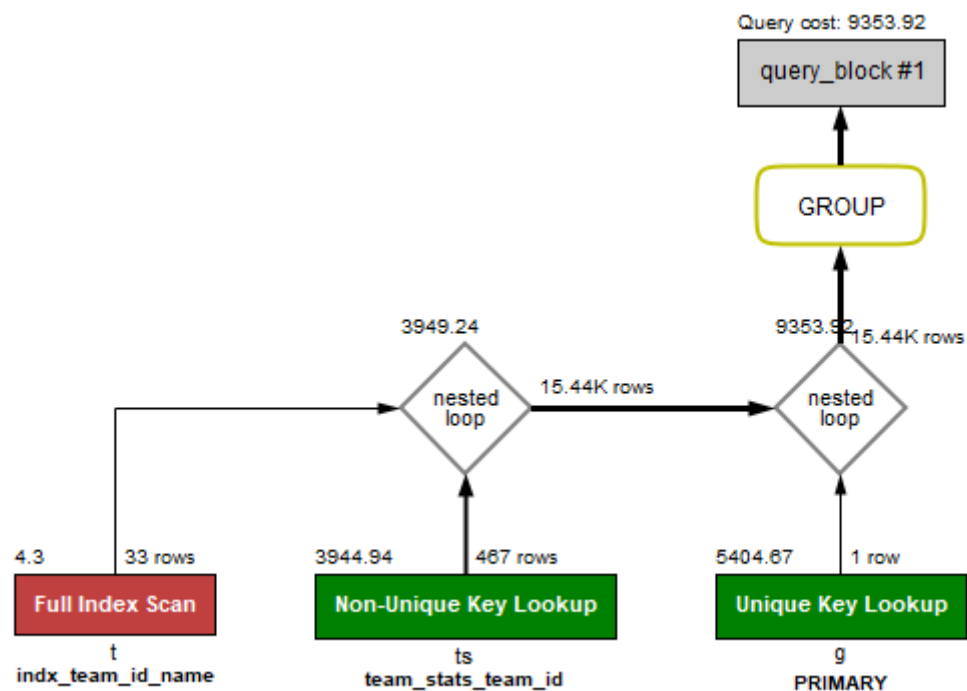 Query cost: 9353.92
query_block #1
GROUP
3949.24
9353.92
15.44K rows
15.44K rows
nested
loop
nested
loop
4.3
33 rows
3944.94
467 rows
5404.67
1 row
Full Index Scan
Non-Unique Key Lookup
Unique Key Lookup
t
ts
g
indx_team_id_name
team_stats_team_id
PRIMARY